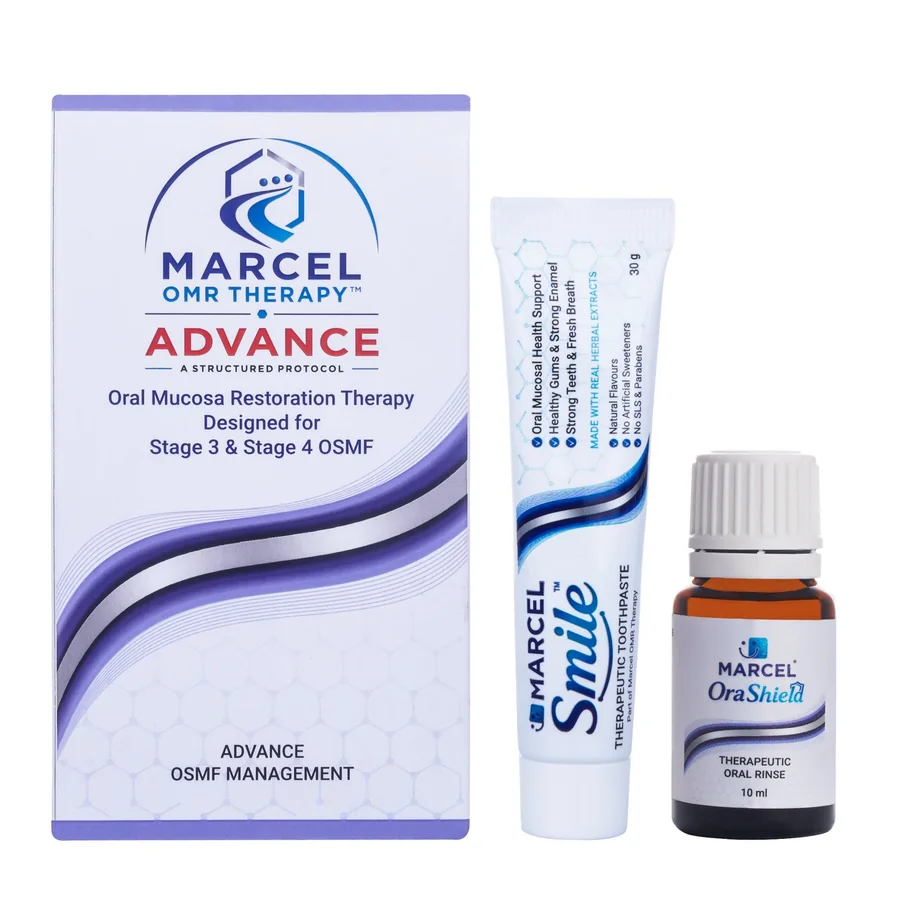 MARCEL
OMR THERAPY™
ADVANCE
A STRUCTURED PROTOCOL
Oral Mucosa Restoration Therapy
Designed for
Stage 3 & Stage 4 OSMF
ADVANCE
OSMF MANAGEMENT
Oral Mucosal Health Support
Healthy Gums & Strong Enamel
Strong Teeth & Fresh Breath
MADE WITH REAL HERBAL EXTRACTS
Natural Flavours
No Artificial Sweeteners
No SLS & Parabens
30 g
MARCEL
Smile™
THERAPEUTIC TOOTHPASTE
Part of Marcel OMR Therapy
MARCEL®
OraShield
THERAPEUTIC
ORAL RINSE
10 ml